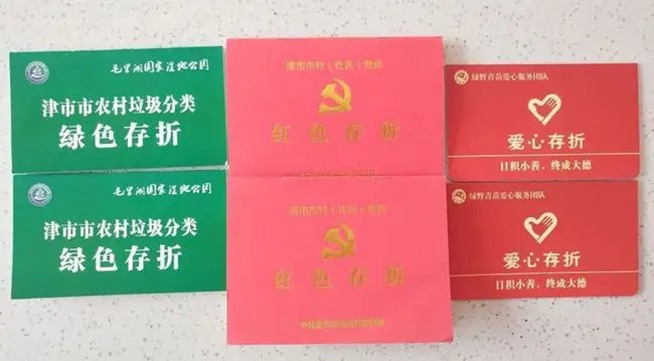 毛里湖国家湿地公园
津市市农村垃圾分类
绿色存折
毛里湖国家湿地公园
津市市农村垃圾分类
绿色存折
津市市村（社区）党员
红色存折
津市市村（社区）党员
红色存折
绿野青苗爱心服务团队
爱心存折
日积小善、终成大德
绿野青苗爱心服务团队
爱心存折
日积小善、终成大德